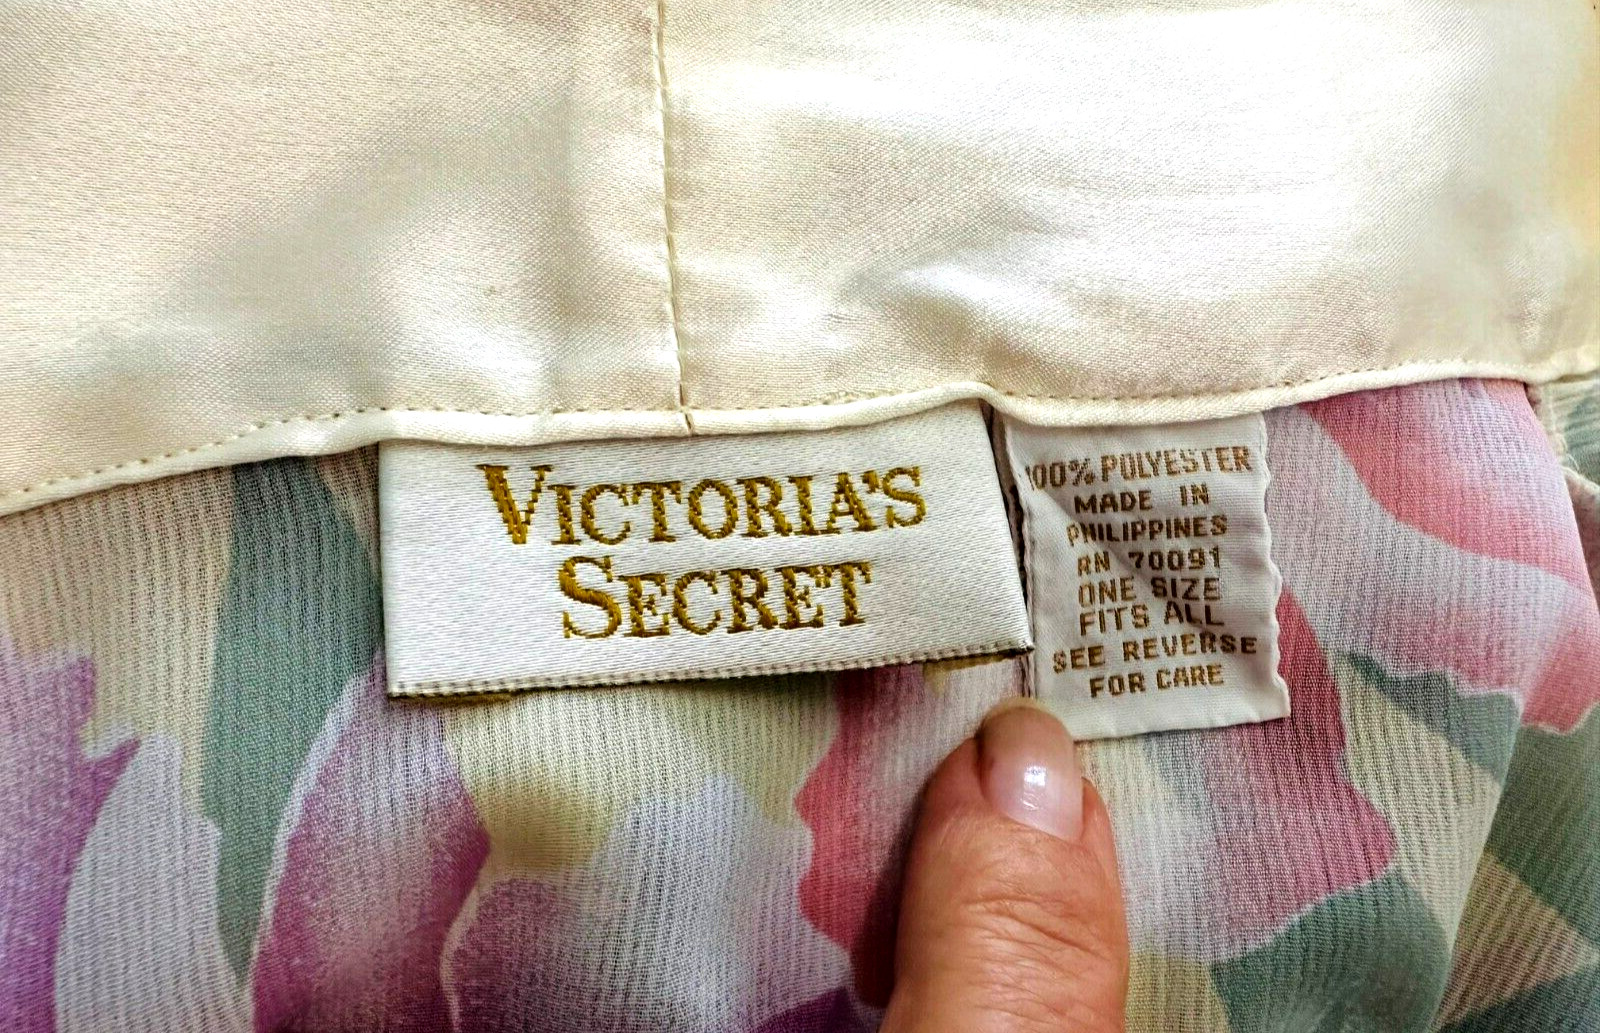 VICTORIA'S
SECRET
100% POLYESTER
MADE IN
PHILIPPINES
RN 70091
ONE SIZE
FITS ALL
SEE REVERSE
FOR CARE